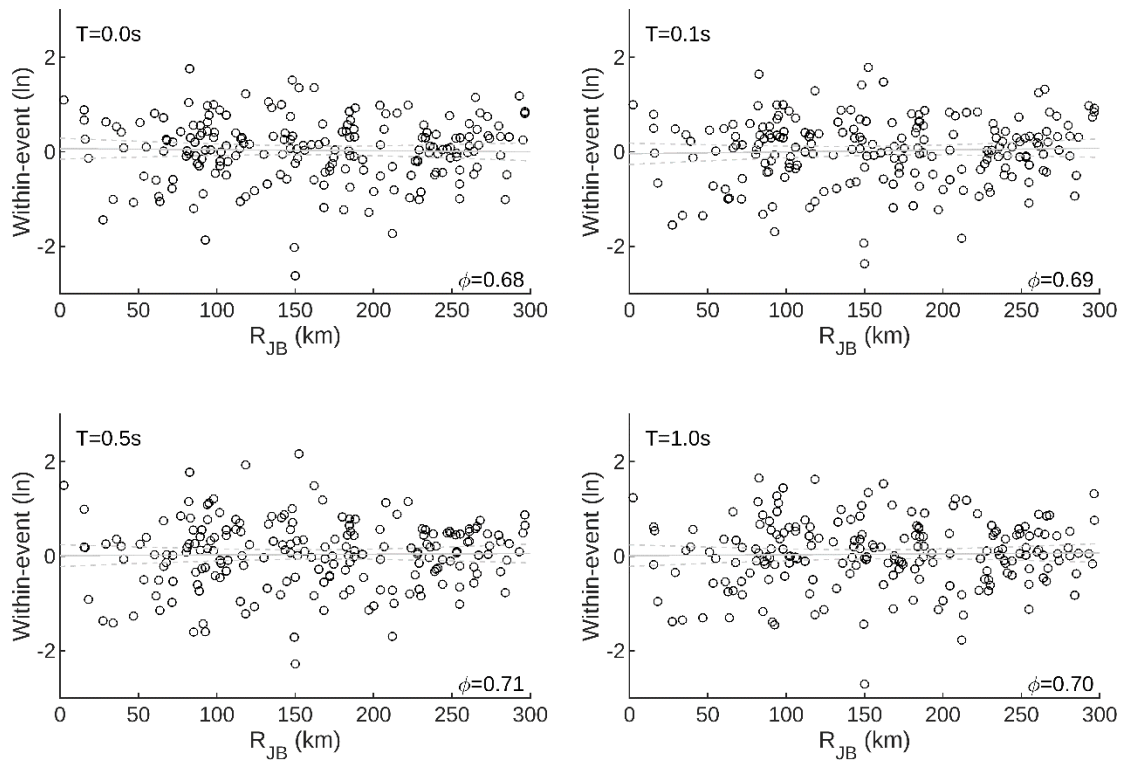 T=0.0s
2
0
-2
Within-event (ln)
ϕ=0.68
0 50 100 150 200 250 300
R_JB (km)
T=0.1s
2
0
-2
Within-event (ln)
ϕ=0.69
0 50 100 150 200 250 300
R_JB (km)
T=0.5s
2
0
-2
Within-event (ln)
ϕ=0.71
0 50 100 150 200 250 300
R_JB (km)
T=1.0s
2
0
-2
Within-event (ln)
ϕ=0.70
0 50 100 150 200 250 300
R_JB (km)